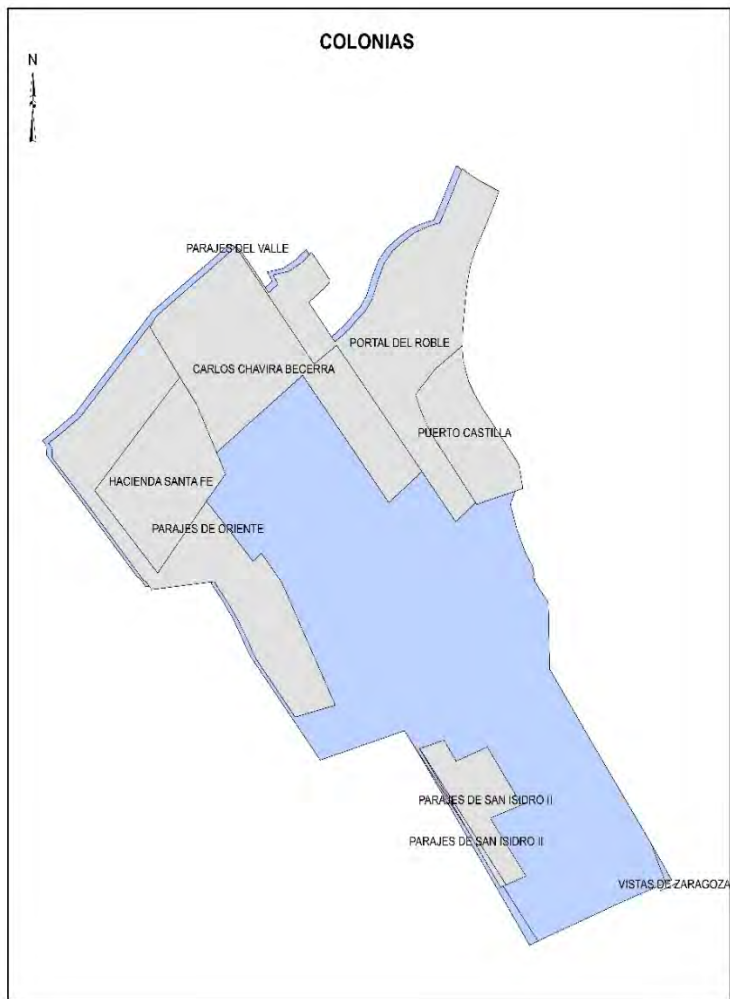 COLONIAS
N
PARAJES DEL VALLE
PORTAL DEL ROBLE
CARLOS CHAVIRA BECERRA
PUERTO CASTILLA
HACIENDA SANTA FE
PARAJES DE ORIENTE
PARAJES DE SAN ISIDRO II
PARAJES DE SAN ISIDRO II
VISTAS DE ZARAGOZA